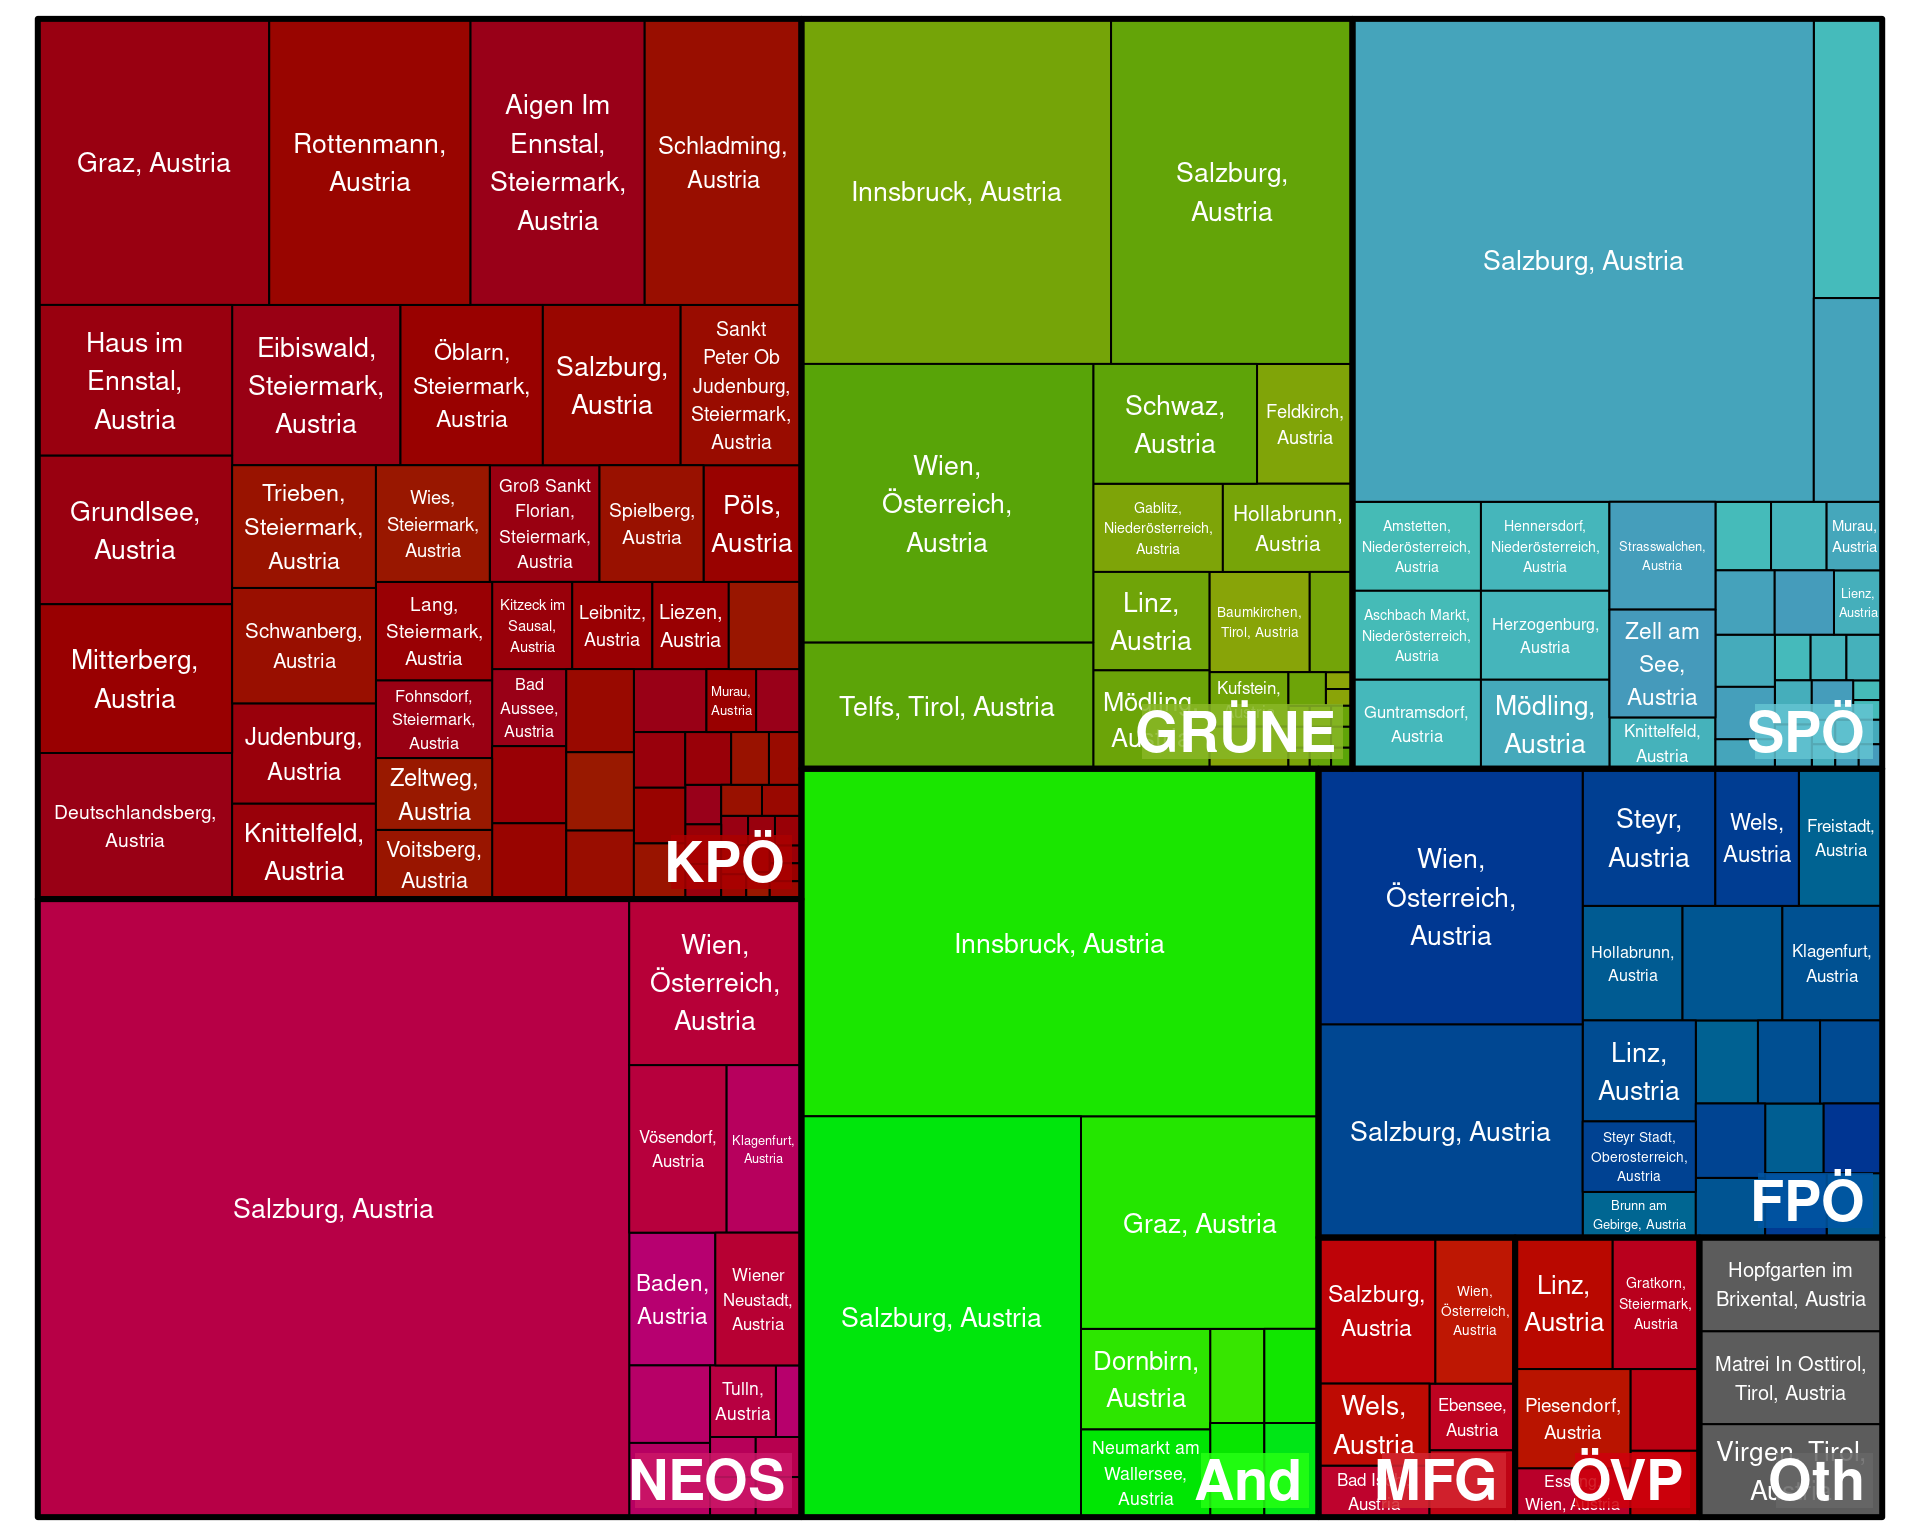 Graz, Austria
Rottenmann,
Austria
Aigen Im
Ennstal,
Steiermark,
Austria
Schladming,
Austria
Haus im
Ennstal,
Austria
Eibiswald,
Steiermark,
Austria
Öblarn,
Steiermark,
Austria
Salzburg,
Austria
Sankt
Peter Ob
Judenburg,
Steiermark,
Austria
Grundlsee,
Austria
Trieben,
Steiermark,
Austria
Wies,
Steiermark,
Austria
Groß Sankt
Florian,
Steiermark,
Austria
Spielberg,
Austria
Pöls,
Austria
Mitterberg,
Austria
Schwanberg,
Austria
Lang,
Steiermark,
Austria
Kitzeck im
Sausal,
Austria
Leibnitz,
Austria
Liezen,
Austria
Judenburg,
Austria
Fohnsdorf,
Steiermark,
Austria
Bad
Aussee,
Austria
Murau,
Austria
Deutschlandsberg,
Austria
Knittelfeld,
Austria
Zeltweg,
Austria
Voitsberg,
Austria
KPÖ
Innsbruck, Austria
Salzburg,
Austria
Wien,
Österreich,
Austria
Schwaz,
Austria
Feldkirch,
Austria
Gablitz,
Niederösterreich,
Austria
Hollabrunn,
Austria
Linz,
Austria
Baumkirchen,
Tirol, Austria
Telfs, Tirol, Austria
Mödling,
Austria
Kufstein,
GRÜNE
Salzburg, Austria
Amstetten,
Niederösterreich,
Austria
Hennersdorf,
Niederösterreich,
Austria
Strasswalchen,
Austria
Murau,
Austria
Aschbach Markt,
Niederösterreich,
Austria
Herzogenburg,
Austria
Zell am
See,
Austria
Lienz,
Austria
Guntramsdorf,
Austria
Mödling,
Austria
Knittelfeld,
Austria
SPÖ
Salzburg, Austria
Wien,
Österreich,
Austria
Vösendorf,
Austria
Klagenfurt,
Austria
Baden,
Austria
Wiener
Neustadt,
Austria
Tulln,
Austria
NEOS
Innsbruck, Austria
Salzburg, Austria
Graz, Austria
Dornbirn,
Austria
Neumarkt am
Wallersee,
Austria
And
Wien,
Österreich,
Austria
Steyr,
Austria
Wels,
Austria
Freistadt,
Austria
Hollabrunn,
Austria
Klagenfurt,
Austria
Salzburg, Austria
Linz,
Austria
Steyr Stadt,
Oberosterreich,
Austria
Brunn am
Gebirge, Austria
FPÖ
Salzburg,
Austria
Wien,
Österreich,
Austria
Wels,
Austria
Ebensee,
Austria
Bad
Austria
MFG
Linz,
Austria
Gratkorn,
Steiermark,
Austria
Piesendorf,
Austria
Wien, Austria
ÖVP
Hopfgarten im
Brixental, Austria
Matrei In Osttirol,
Tirol, Austria
Virgen, Tirol,
Austria
Oth